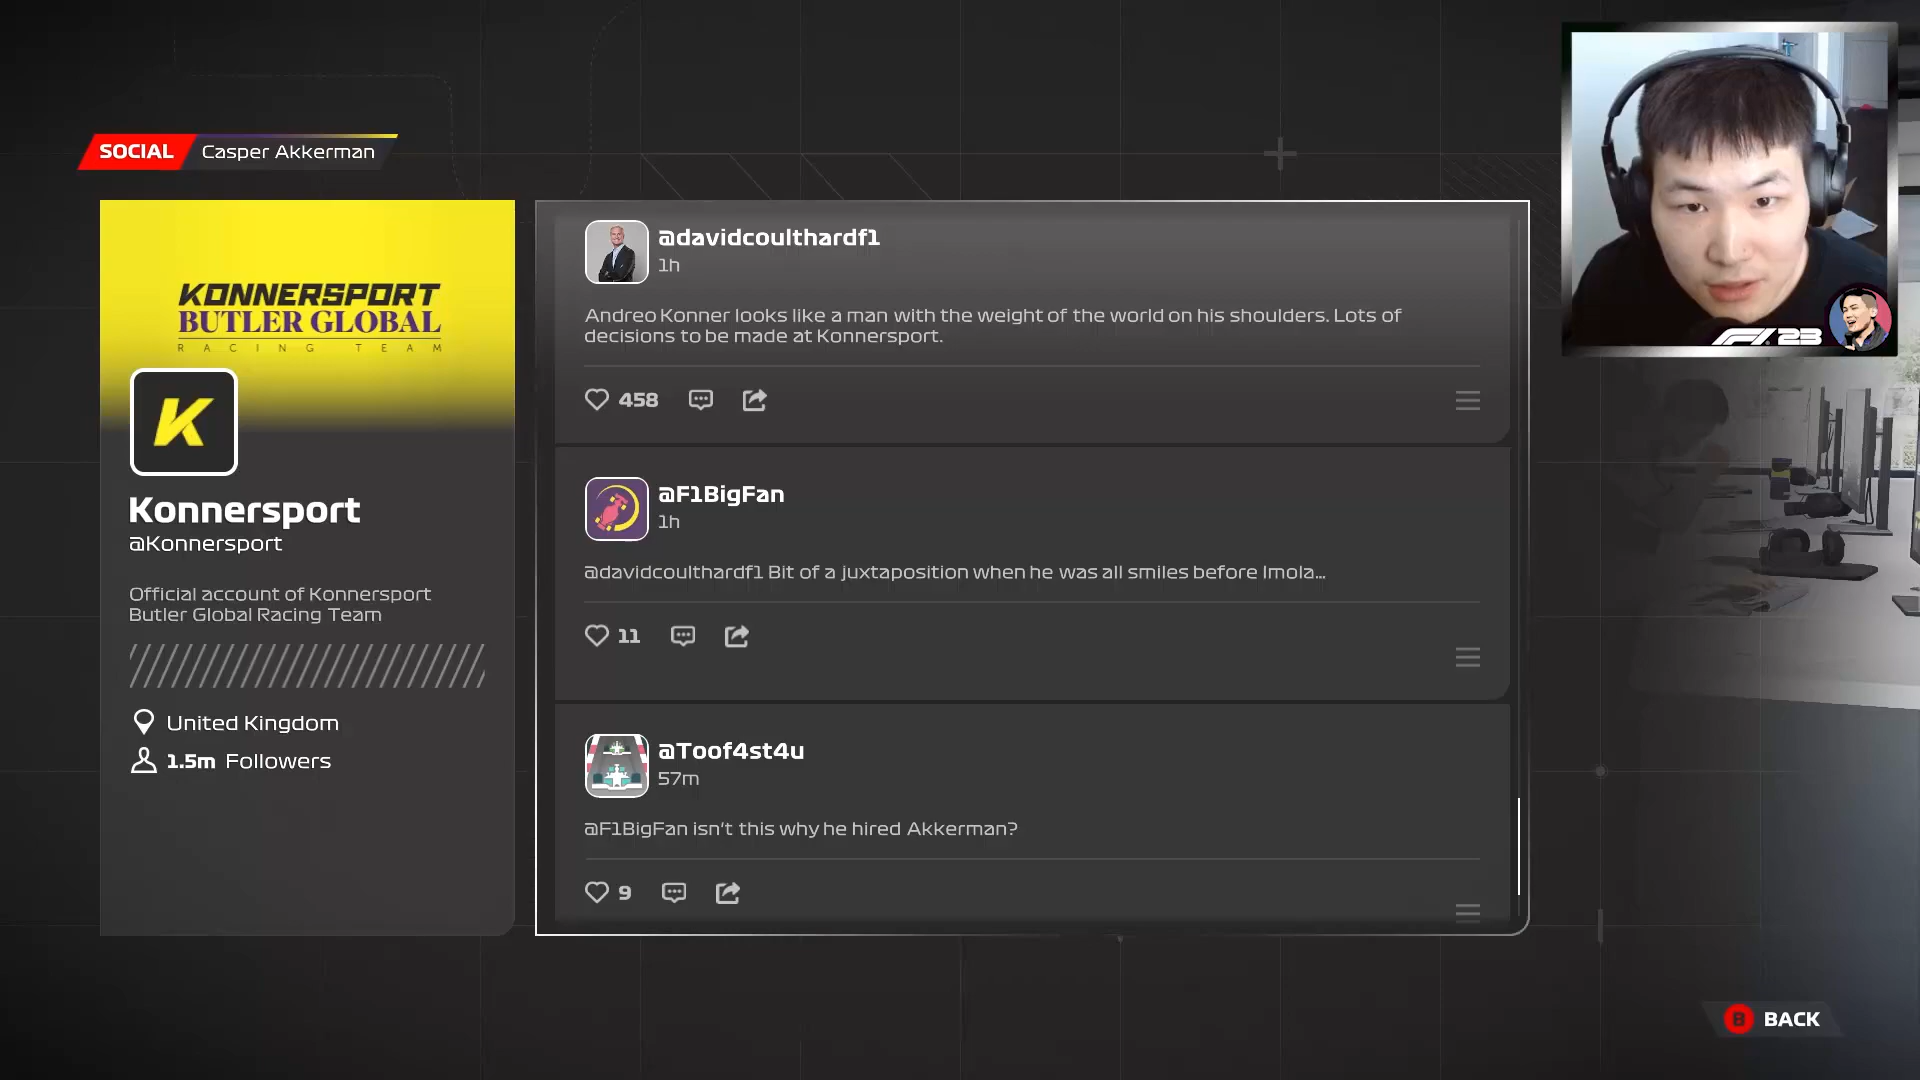 SOCIAL Casper Akkerman
KONNERSPORT
BUTLER GLOBAL
RACING TEAM
K
Konnersport
@Konnersport
Official account of Konnersport
Butler Global Racing Team
United Kingdom
1.5m Followers
@davidcoulthardf1
1h
Andreo Konner looks like a man with the weight of the world on his shoulders. Lots of
decisions to be made at Konnersport.
458
@F1BigFan
1h
@davidcoulthardf1 Bit of a juxtaposition when he was all smiles before Imola...
11
@Toof4st4u
57m
@F1BigFan isn't this why he hired Akkerman?
9
F1 23
B BACK